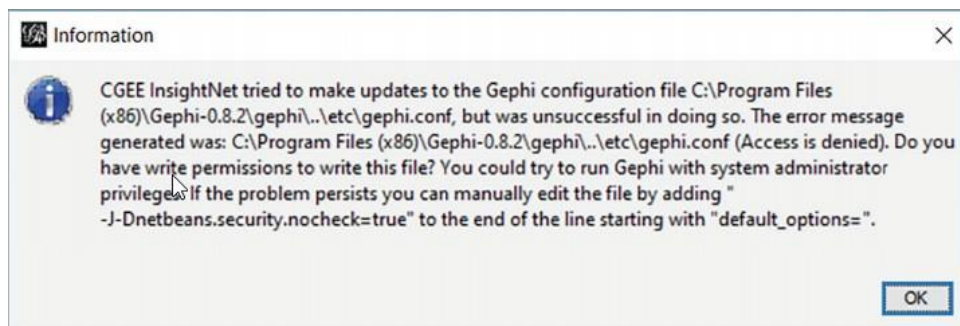 Information
CGEE InsightNet tried to make updates to the Gephi configuration file C:\Program Files
(x86)\Gephi-0.8.2\gephi\..\etc\gephi.conf, but was unsuccessful in doing so. The error message
generated was: C:\Program Files (x86)\Gephi-0.8.2\gephi\..\etc\gephi.conf (Access is denied). Do you
have write permissions to write this file? You could try to run Gephi with system administrator
privileges. If the problem persists you can manually edit the file by adding "
-J-Dnetbeans.security.nocheck=true" to the end of the line starting with "default_options=".
OK